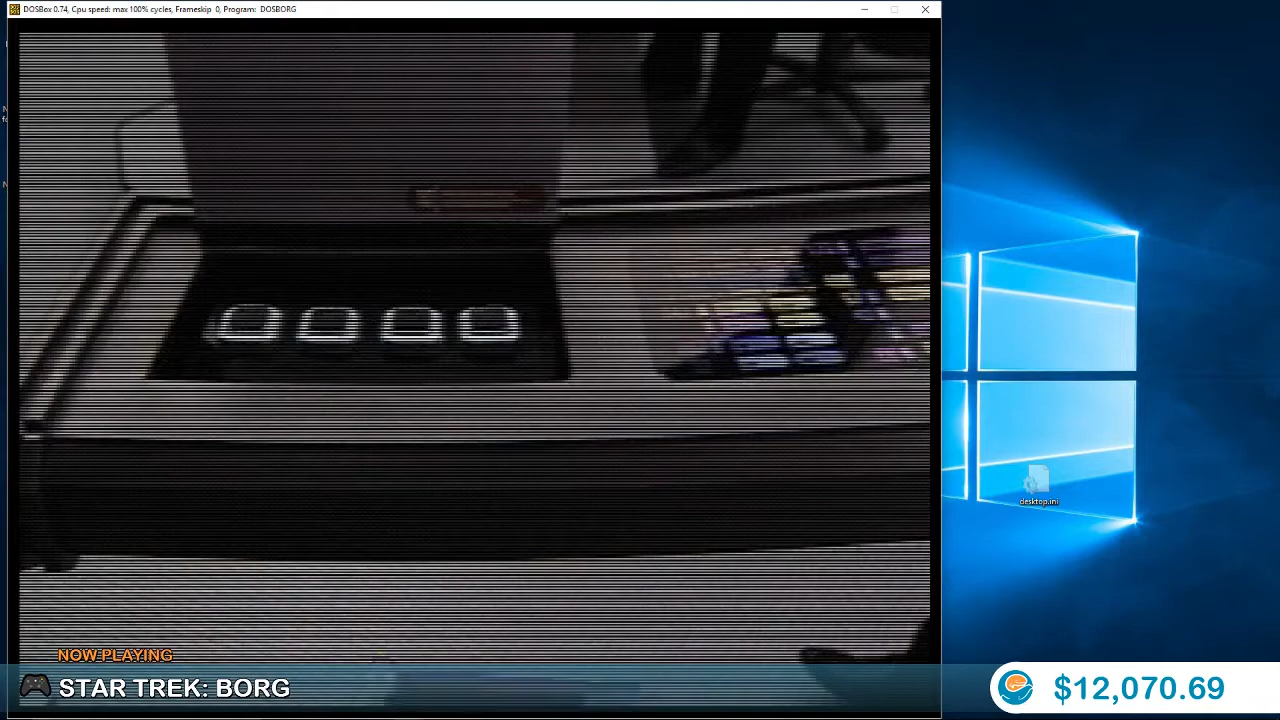 DOSBox 0.74, Cpu speed: max 100% cycles, Frameskip 0, Program: DOSBORG
desktop.ini
NOW PLAYING
STAR TREK: BORG
$12,070.69